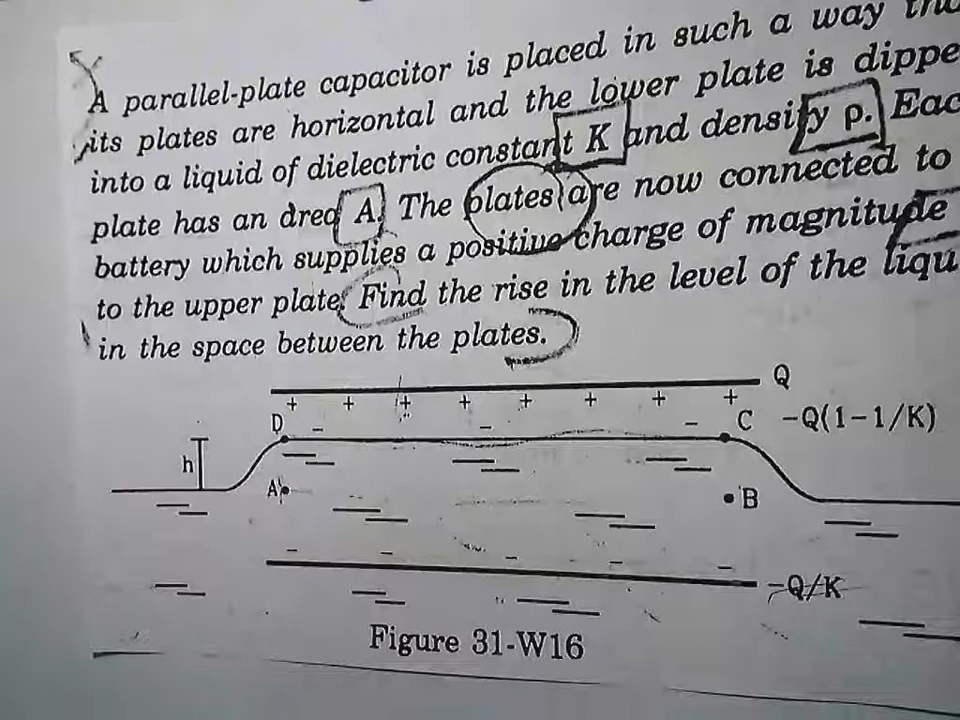 A parallel-plate capacitor is placed in such a way
its plates are horizontal and the lower plate is dippe
into a liquid of dielectric constant K and density ρ. Eac
plate has an area A. The plates are now connected to
battery which supplies a positive charge of magnitude
to the upper plate. Find the rise in the level of the liqu
in the space between the plates.
Q
+ + + + + + + +
D C -Q(1-1/K)
h
A B
-Q/K
Figure 31-W16